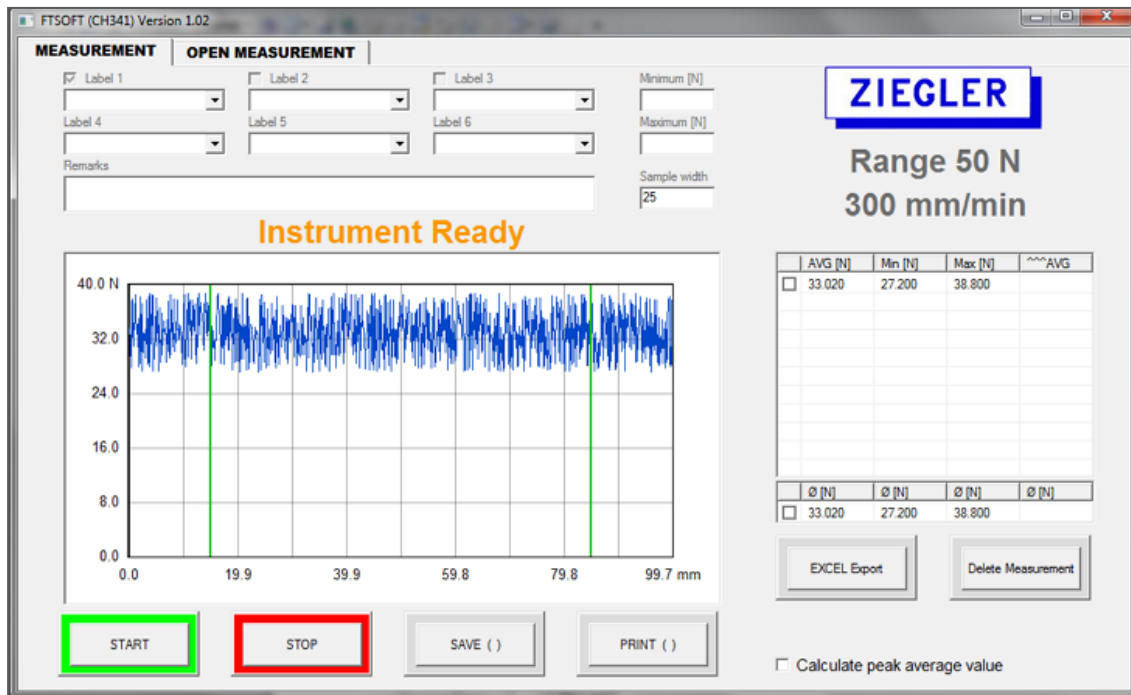 FTSOFT (CH341) Version 1.02
MEASUREMENT
OPEN MEASUREMENT
Label 1
Label 2
Label 3
Minimum [N]
Label 4
Label 5
Label 6
Maximum [N]
Remarks
Sample width
25
ZIEGLER
Range 50 N
300 mm/min
Instrument Ready
40.0 N
32.0
24.0
16.0
8.0
0.0
0.0 19.9 39.9 59.8 79.8 99.7 mm
AVG [N] Min [N] Max [N] ^^^AVG
33.020 27.200 38.800
Ø [N] Ø [N] Ø [N] Ø [N]
33.020 27.200 38.800
EXCEL Export
Delete Measurement
START
STOP
SAVE ( )
PRINT ( )
Calculate peak average value